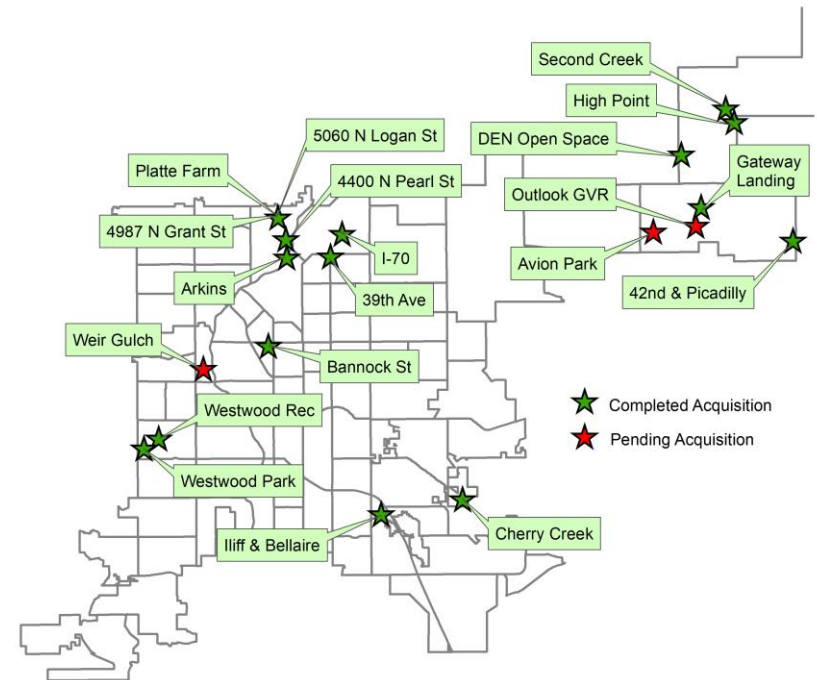 Second Creek
High Point
5060 N Logan St
DEN Open Space
Gateway
Landing
Platte Farm
4400 N Pearl St
Outlook GVR
4987 N Grant St
I-70
Avion Park
Arkins
39th Ave
42nd & Picadilly
Weir Gulch
Bannock St
Completed Acquisition
Westwood Rec
Pending Acquisition
Westwood Park
Cherry Creek
Iliff & Bellaire